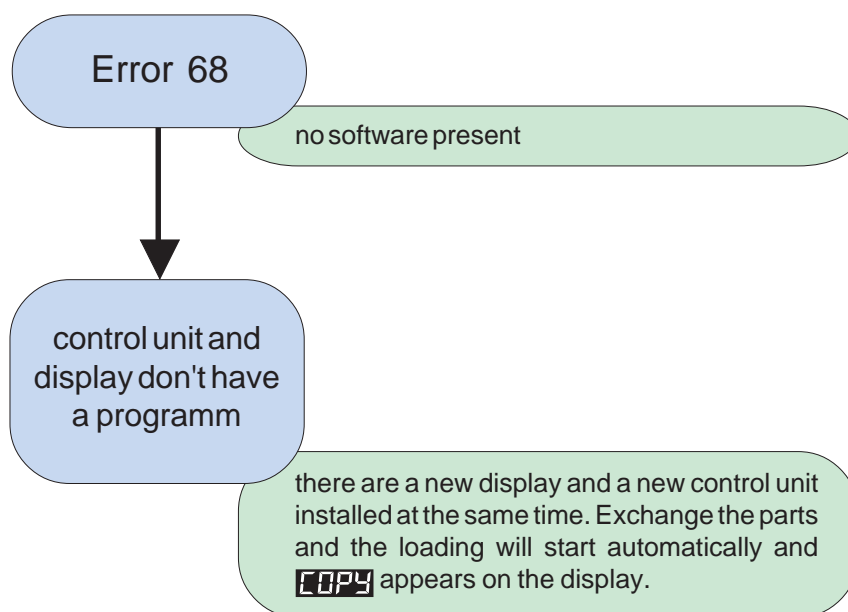 Error 68
no software present
control unit and
display don't have
a programm
there are a new display and a new control unit
installed at the same time. Exchange the parts
and the loading will start automatically and
COPY appears on the display.